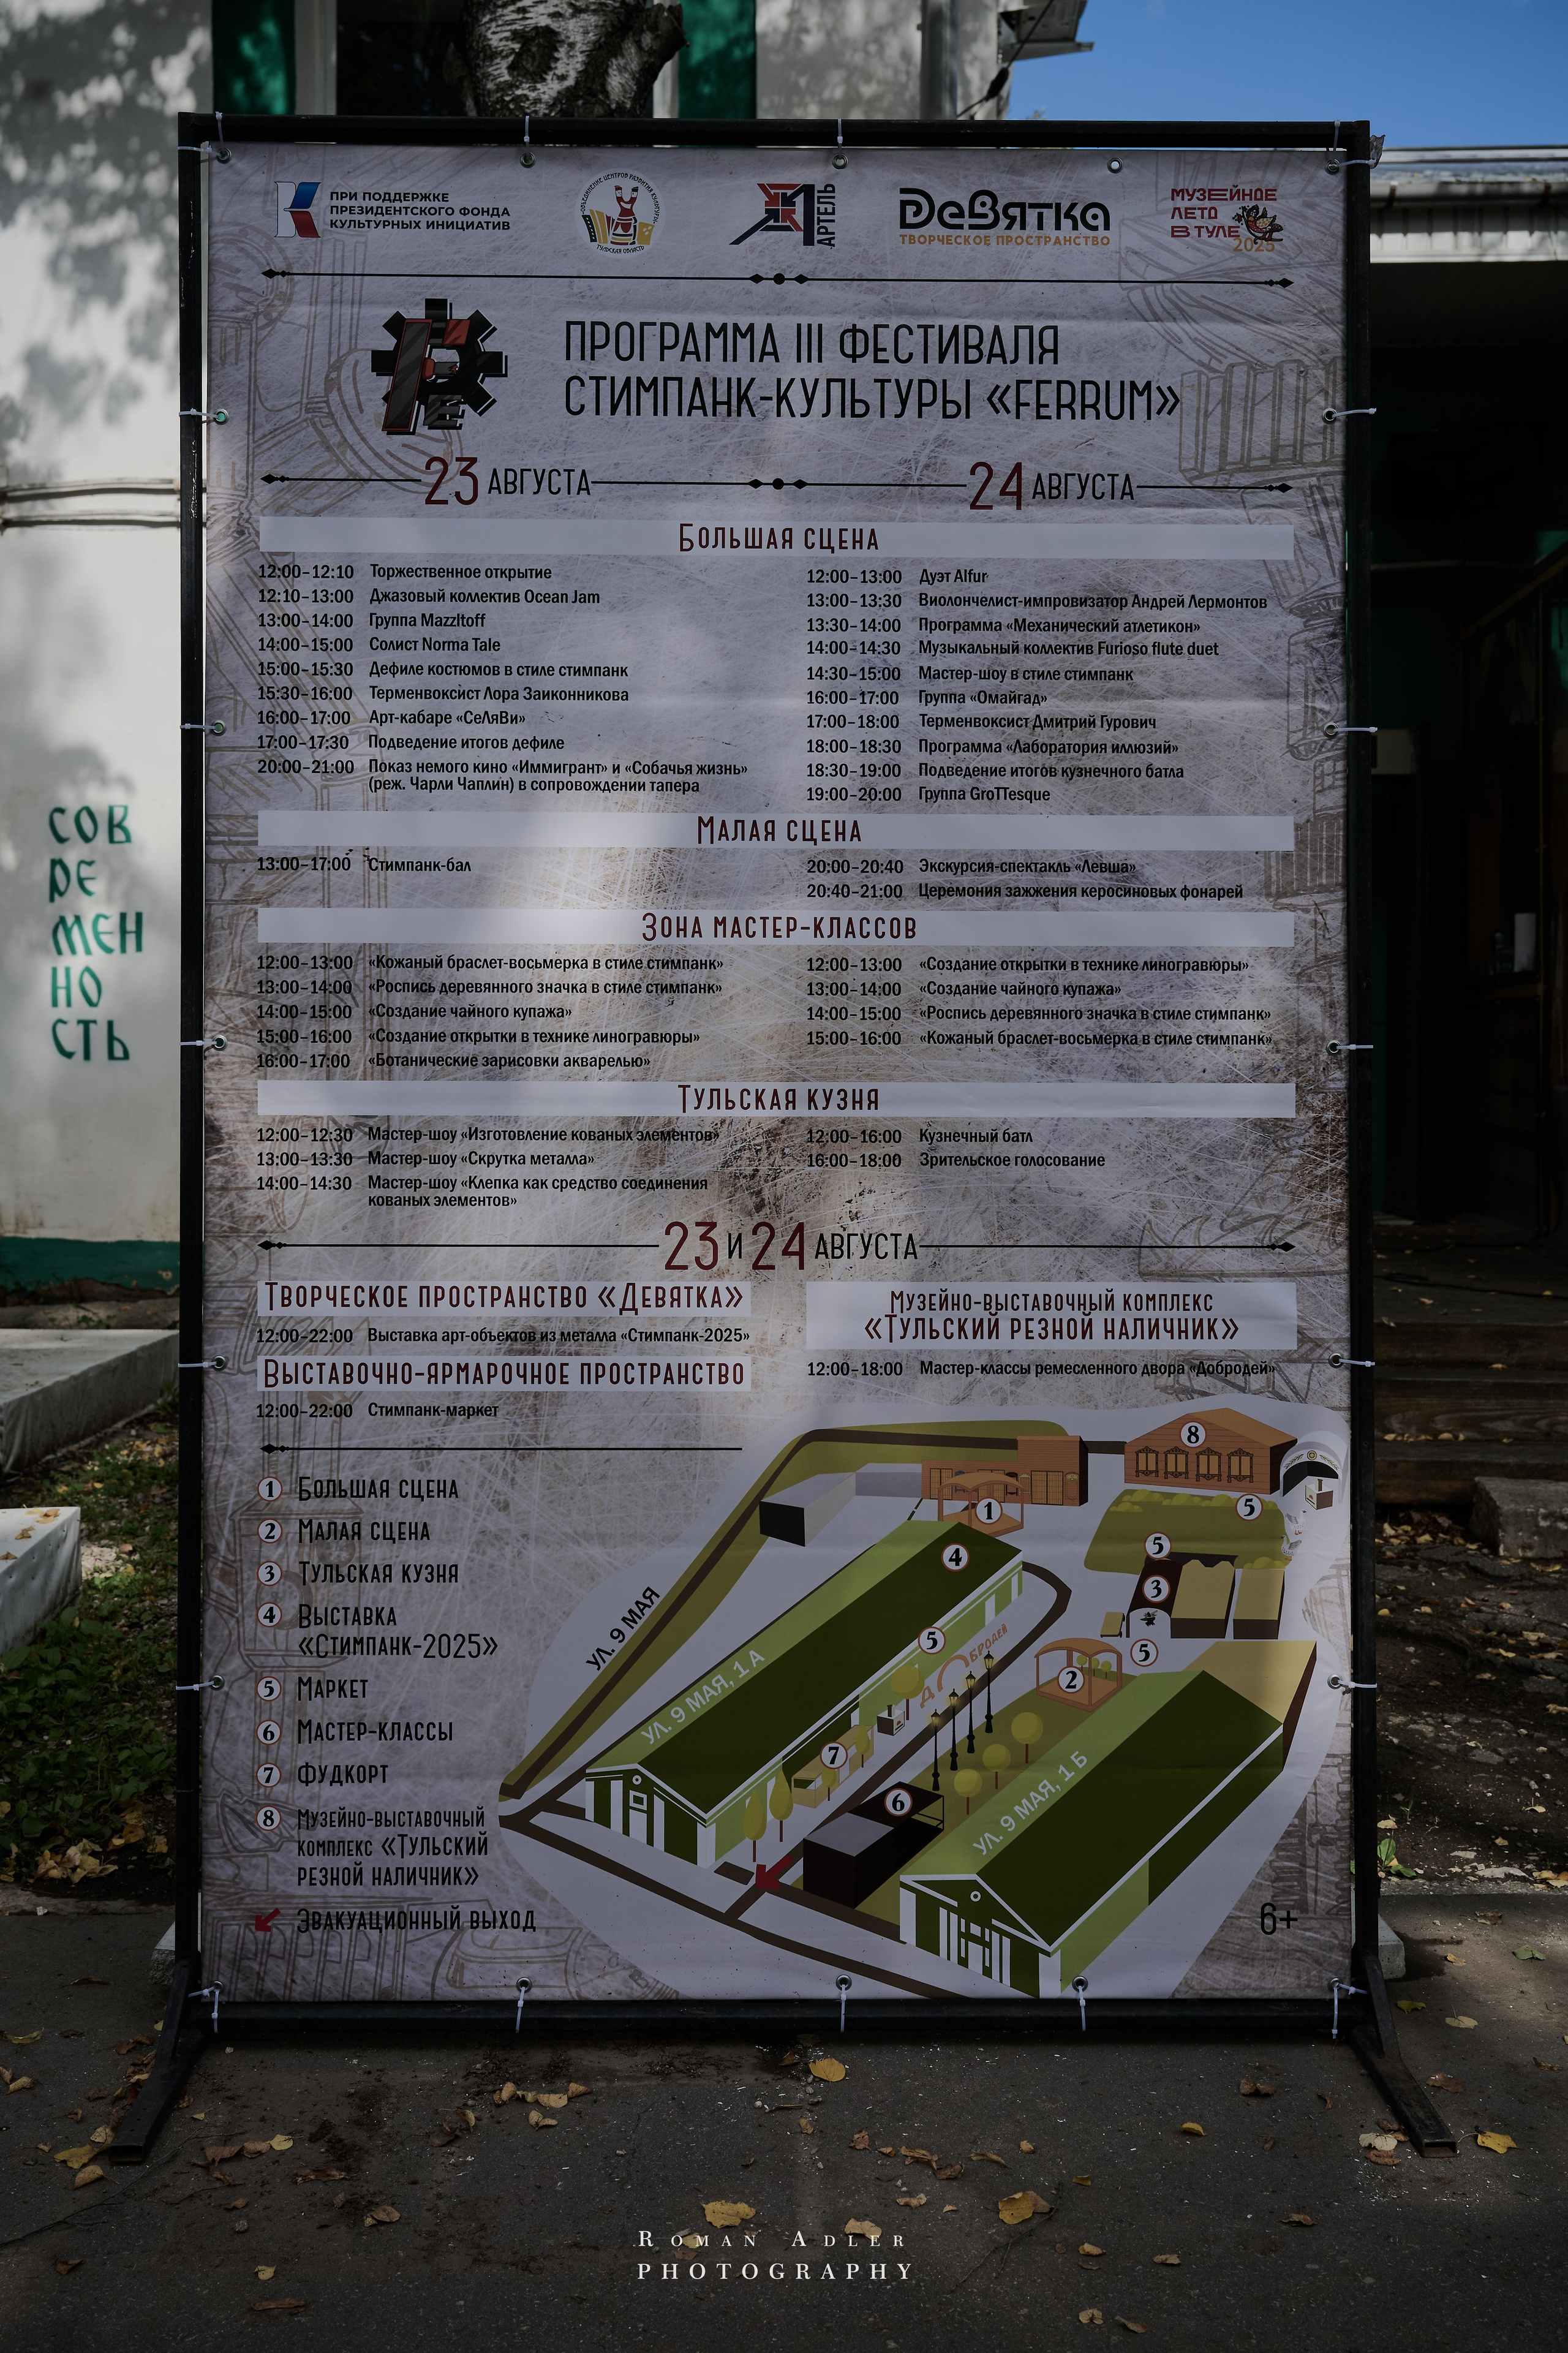 ПРИ ПОДДЕРЖКЕ
ПРЕЗИДЕНТСКОГО ФОНДА
КУЛЬТУРНЫХ ИНИЦИАТИВ
ОБЪЕДИНЕНИЕ ЦЕНТРОВ РАЗВИТИЯ КУЛЬТУРЫ
ТУЛЬСКАЯ ОБЛАСТЬ
АРТЕЛЬ
ДеВятка
ТВОРЧЕСКОЕ ПРОСТРАНСТВО
МУЗЕЙНОЕ
ЛЕТО
В ТУЛЕ
2025
ПРОГРАММА III ФЕСТИВАЛЯ
СТИМПАНК-КУЛЬТУРЫ «FERRUM»
23 АВГУСТА
24 АВГУСТА
БОЛЬШАЯ СЦЕНА
12:00–12:10 Торжественное открытие
12:10–13:00 Джазовый коллектив Ocean Jam
13:00–14:00 Группа Mazzltoff
14:00–15:00 Солист Norma Tale
15:00–15:30 Дефиле костюмов в стиле стимпанк
15:30–16:00 Терменвоксист Лора Заиконникова
16:00–17:00 Арт-кабаре «СеЛяВи»
17:00–17:30 Подведение итогов дефиле
20:00–21:00 Показ немого кино «Иммигрант» и «Собачья жизнь»
(реж. Чарли Чаплин) в сопровождении тапера
12:00–13:00 Дуэт Alfur
13:00–13:30 Виолончелист-импровизатор Андрей Лермонтов
13:30–14:00 Программа «Механический атлетикон»
14:00–14:30 Музыкальный коллектив Furioso flute duet
14:30–15:00 Мастер-шоу в стиле стимпанк
16:00–17:00 Группа «Омайгад»
17:00–18:00 Терменвоксист Дмитрий Гурович
18:00–18:30 Программа «Лаборатория иллюзий»
18:30–19:00 Подведение итогов кузнечного батла
19:00–20:00 Группа GroTTesque
МАЛАЯ СЦЕНА
13:00–17:00 Стимпанк-бал
20:00–20:40 Экскурсия-спектакль «Левша»
20:40–21:00 Церемония зажжения керосиновых фонарей
ЗОНА МАСТЕР-КЛАССОВ
12:00–13:00 «Кожаный браслет-восьмерка в стиле стимпанк»
13:00–14:00 «Роспись деревянного значка в стиле стимпанк»
14:00–15:00 «Создание чайного купажа»
15:00–16:00 «Создание открытки в технике линогравюры»
16:00–17:00 «Ботанические зарисовки акварелью»
12:00–13:00 «Создание открытки в технике линогравюры»
13:00–14:00 «Создание чайного купажа»
14:00–15:00 «Роспись деревянного значка в стиле стимпанк»
15:00–16:00 «Кожаный браслет-восьмерка в стиле стимпанк»
ТУЛЬСКАЯ КУЗНЯ
12:00–12:30 Мастер-шоу «Изготовление кованых элементов»
13:00–13:30 Мастер-шоу «Скрутка металла»
14:00–14:30 Мастер-шоу «Клепка как средство соединения
кованых элементов»
12:00–16:00 Кузнечный батл
16:00–18:00 Зрительское голосование
23 И 24 АВГУСТА
ТВОРЧЕСКОЕ ПРОСТРАНСТВО «ДЕВЯТКА»
12:00–22:00 Выставка арт-объектов из металла «Стимпанк-2025»
ВЫСТАВОЧНО-ЯРМАРОЧНОЕ ПРОСТРАНСТВО
12:00–22:00 Стимпанк-маркет
МУЗЕЙНО-ВЫСТАВОЧНЫЙ КОМПЛЕКС
«ТУЛЬСКИЙ РЕЗНОЙ НАЛИЧНИК»
12:00–18:00 Мастер-классы ремесленного двора «Добродей»
1 БОЛЬШАЯ СЦЕНА
2 МАЛАЯ СЦЕНА
3 ТУЛЬСКАЯ КУЗНЯ
4 ВЫСТАВКА
«СТИМПАНК-2025»
5 МАРКЕТ
6 МАСТЕР-КЛАССЫ
7 ФУДКОРТ
8 МУЗЕЙНО-ВЫСТАВОЧНЫЙ
КОМПЛЕКС «ТУЛЬСКИЙ
РЕЗНОЙ НАЛИЧНИК»
ЭВАКУАЦИОННЫЙ ВЫХОД
8
5
1
4
5
3
5
5
2
7
6
УЛ. 9 МАЯ
УЛ. 9 МАЯ, 1 А
ДОБРОДЕЙ
УЛ. 9 МАЯ, 1 Б
6+
СОВ
РЕ
МЕН
НО
СТЬ
ROMAN ADLER
PHOTOGRAPHY